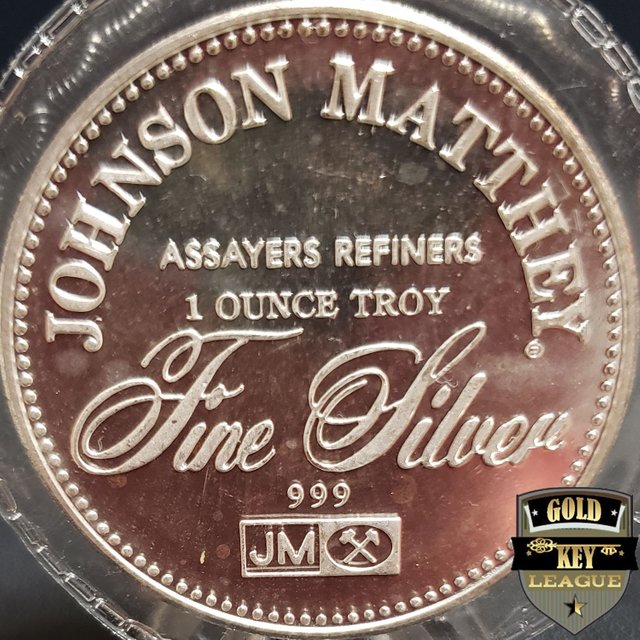 JOHNSON MATTHEY ®
ASSAYERS REFINERS
1 OUNCE TROY
Fine Silver
999
JM
GOLD
KEY
LEAGUE